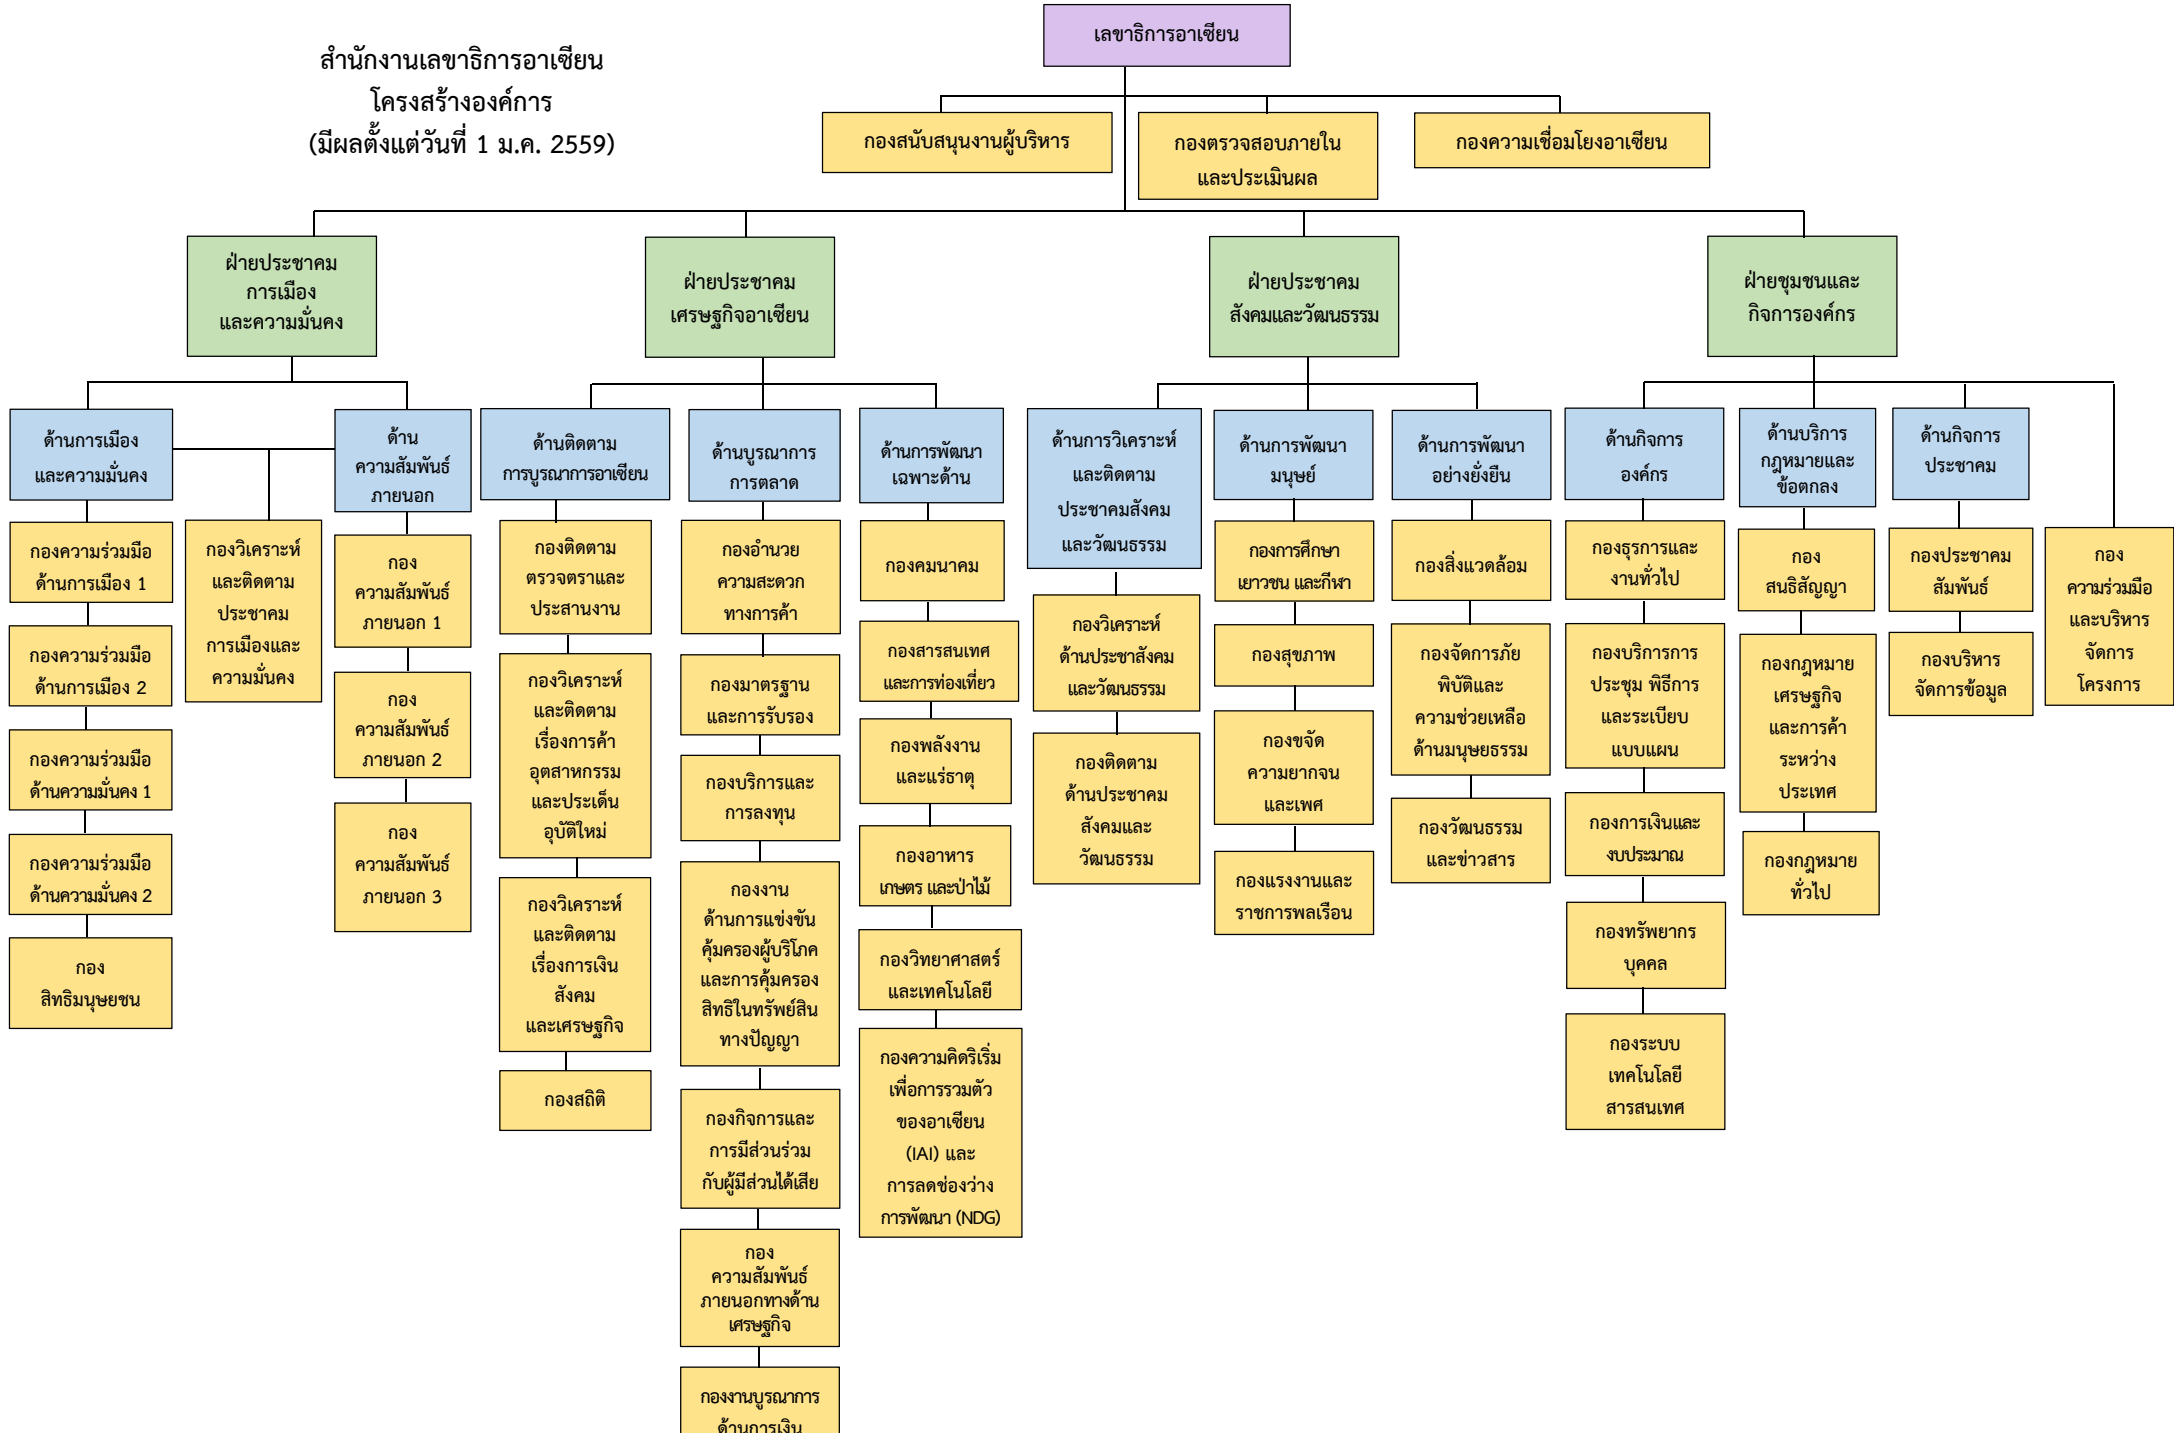 สำนักงานเลขาธิการอาเซียน
โครงสร้างองค์การ
(มีผลตั้งแต่วันที่ 1 ม.ค. 2559)
เลขาธิการอาเซียน
กองสนับสนุนงานผู้บริหาร
กองตรวจสอบภายใน
และประเมินผล
กองความเชื่อมโยงอาเซียน
ฝ่ายประชาคม
การเมือง
และความมั่นคง
ฝ่ายประชาคม
เศรษฐกิจอาเซียน
ฝ่ายประชาคม
สังคมและวัฒนธรรม
ฝ่ายชุมชนและ
กิจการองค์กร
ด้านการเมือง
และความมั่นคง
กองความร่วมมือ
ด้านการเมือง 1
กองความร่วมมือ
ด้านการเมือง 2
กองความร่วมมือ
ด้านความมั่นคง 1
กองความร่วมมือ
ด้านความมั่นคง 2
กอง
สิทธิมนุษยชน
กองวิเคราะห์
และติดตาม
ประชาคม
การเมืองและ
ความมั่นคง
ด้าน
ความสัมพันธ์
ภายนอก
กอง
ความสัมพันธ์
ภายนอก 1
กอง
ความสัมพันธ์
ภายนอก 2
กอง
ความสัมพันธ์
ภายนอก 3
ด้านติดตาม
การบูรณาการอาเซียน
กองติดตาม
ตรวจตราและ
ประสานงาน
กองวิเคราะห์
และติดตาม
เรื่องการค้า
อุตสาหกรรม
และประเด็น
อุบัติใหม่
กองวิเคราะห์
และติดตาม
เรื่องการเงิน
สังคม
และเศรษฐกิจ
กองสถิติ
ด้านบูรณาการ
การตลาด
กองอำนวย
ความสะดวก
ทางการค้า
กองมาตรฐาน
และการรับรอง
กองบริการและ
การลงทุน
กองงาน
ด้านการแข่งขัน
คุ้มครองผู้บริโภค
และการคุ้มครอง
สิทธิในทรัพย์สิน
ทางปัญญา
กองกิจการและ
การมีส่วนร่วม
กับผู้มีส่วนได้เสีย
กอง
ความสัมพันธ์
ภายนอกทางด้าน
เศรษฐกิจ
กองงานบูรณาการ
ด้านการเงิน
ด้านการพัฒนา
เฉพาะด้าน
กองคมนาคม
กองสารสนเทศ
และการท่องเที่ยว
กองพลังงาน
และแร่ธาตุ
กองอาหาร
เกษตร และป่าไม้
กองวิทยาศาสตร์
และเทคโนโลยี
กองความคิดริเริ่ม
เพื่อการรวมตัว
ของอาเซียน
(IAI) และ
การลดช่องว่าง
การพัฒนา (NDG)
ด้านการวิเคราะห์
และติดตาม
ประชาคมสังคม
และวัฒนธรรม
กองวิเคราะห์
ด้านประชาสังคม
และวัฒนธรรม
กองติดตาม
ด้านประชาคม
สังคมและ
วัฒนธรรม
ด้านการพัฒนา
มนุษย์
กองการศึกษา
เยาวชน และกีฬา
กองสุขภาพ
กองขจัด
ความยากจน
และเพศ
กองแรงงานและ
ราชการพลเรือน
ด้านการพัฒนา
อย่างยั่งยืน
กองสิ่งแวดล้อม
กองจัดการภัย
พิบัติและ
ความช่วยเหลือ
ด้านมนุษยธรรม
กองวัฒนธรรม
และข่าวสาร
ด้านกิจการ
องค์กร
กองธุรการและ
งานทั่วไป
กองบริการการ
ประชุม พิธีการ
และระเบียบ
แบบแผน
กองการเงินและ
งบประมาณ
กองทรัพยากร
บุคคล
กองระบบ
เทคโนโลยี
สารสนเทศ
ด้านบริการ
กฎหมายและ
ข้อตกลง
กอง
สนธิสัญญา
กองกฎหมาย
เศรษฐกิจ
และการค้า
ระหว่าง
ประเทศ
กองกฎหมาย
ทั่วไป
ด้านกิจการ
ประชาคม
กองประชาคม
สัมพันธ์
กองบริหาร
จัดการข้อมูล
กอง
ความร่วมมือ
และบริหาร
จัดการ
โครงการ